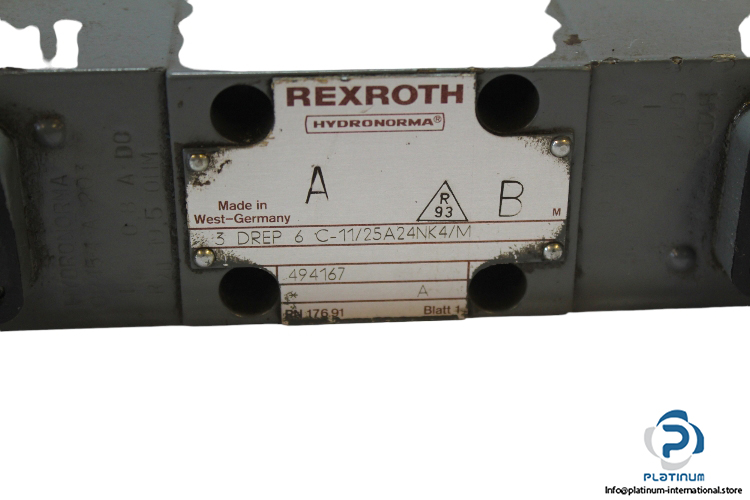 REXROTH
HYDRONORMA®
A
R
93
B
M
Made in
West-Germany
3 DREP 6 C-11/25A24NK4/M
494167
A
RN 176 91
Blatt 1
PLATINUM
Info@platinum-international.store